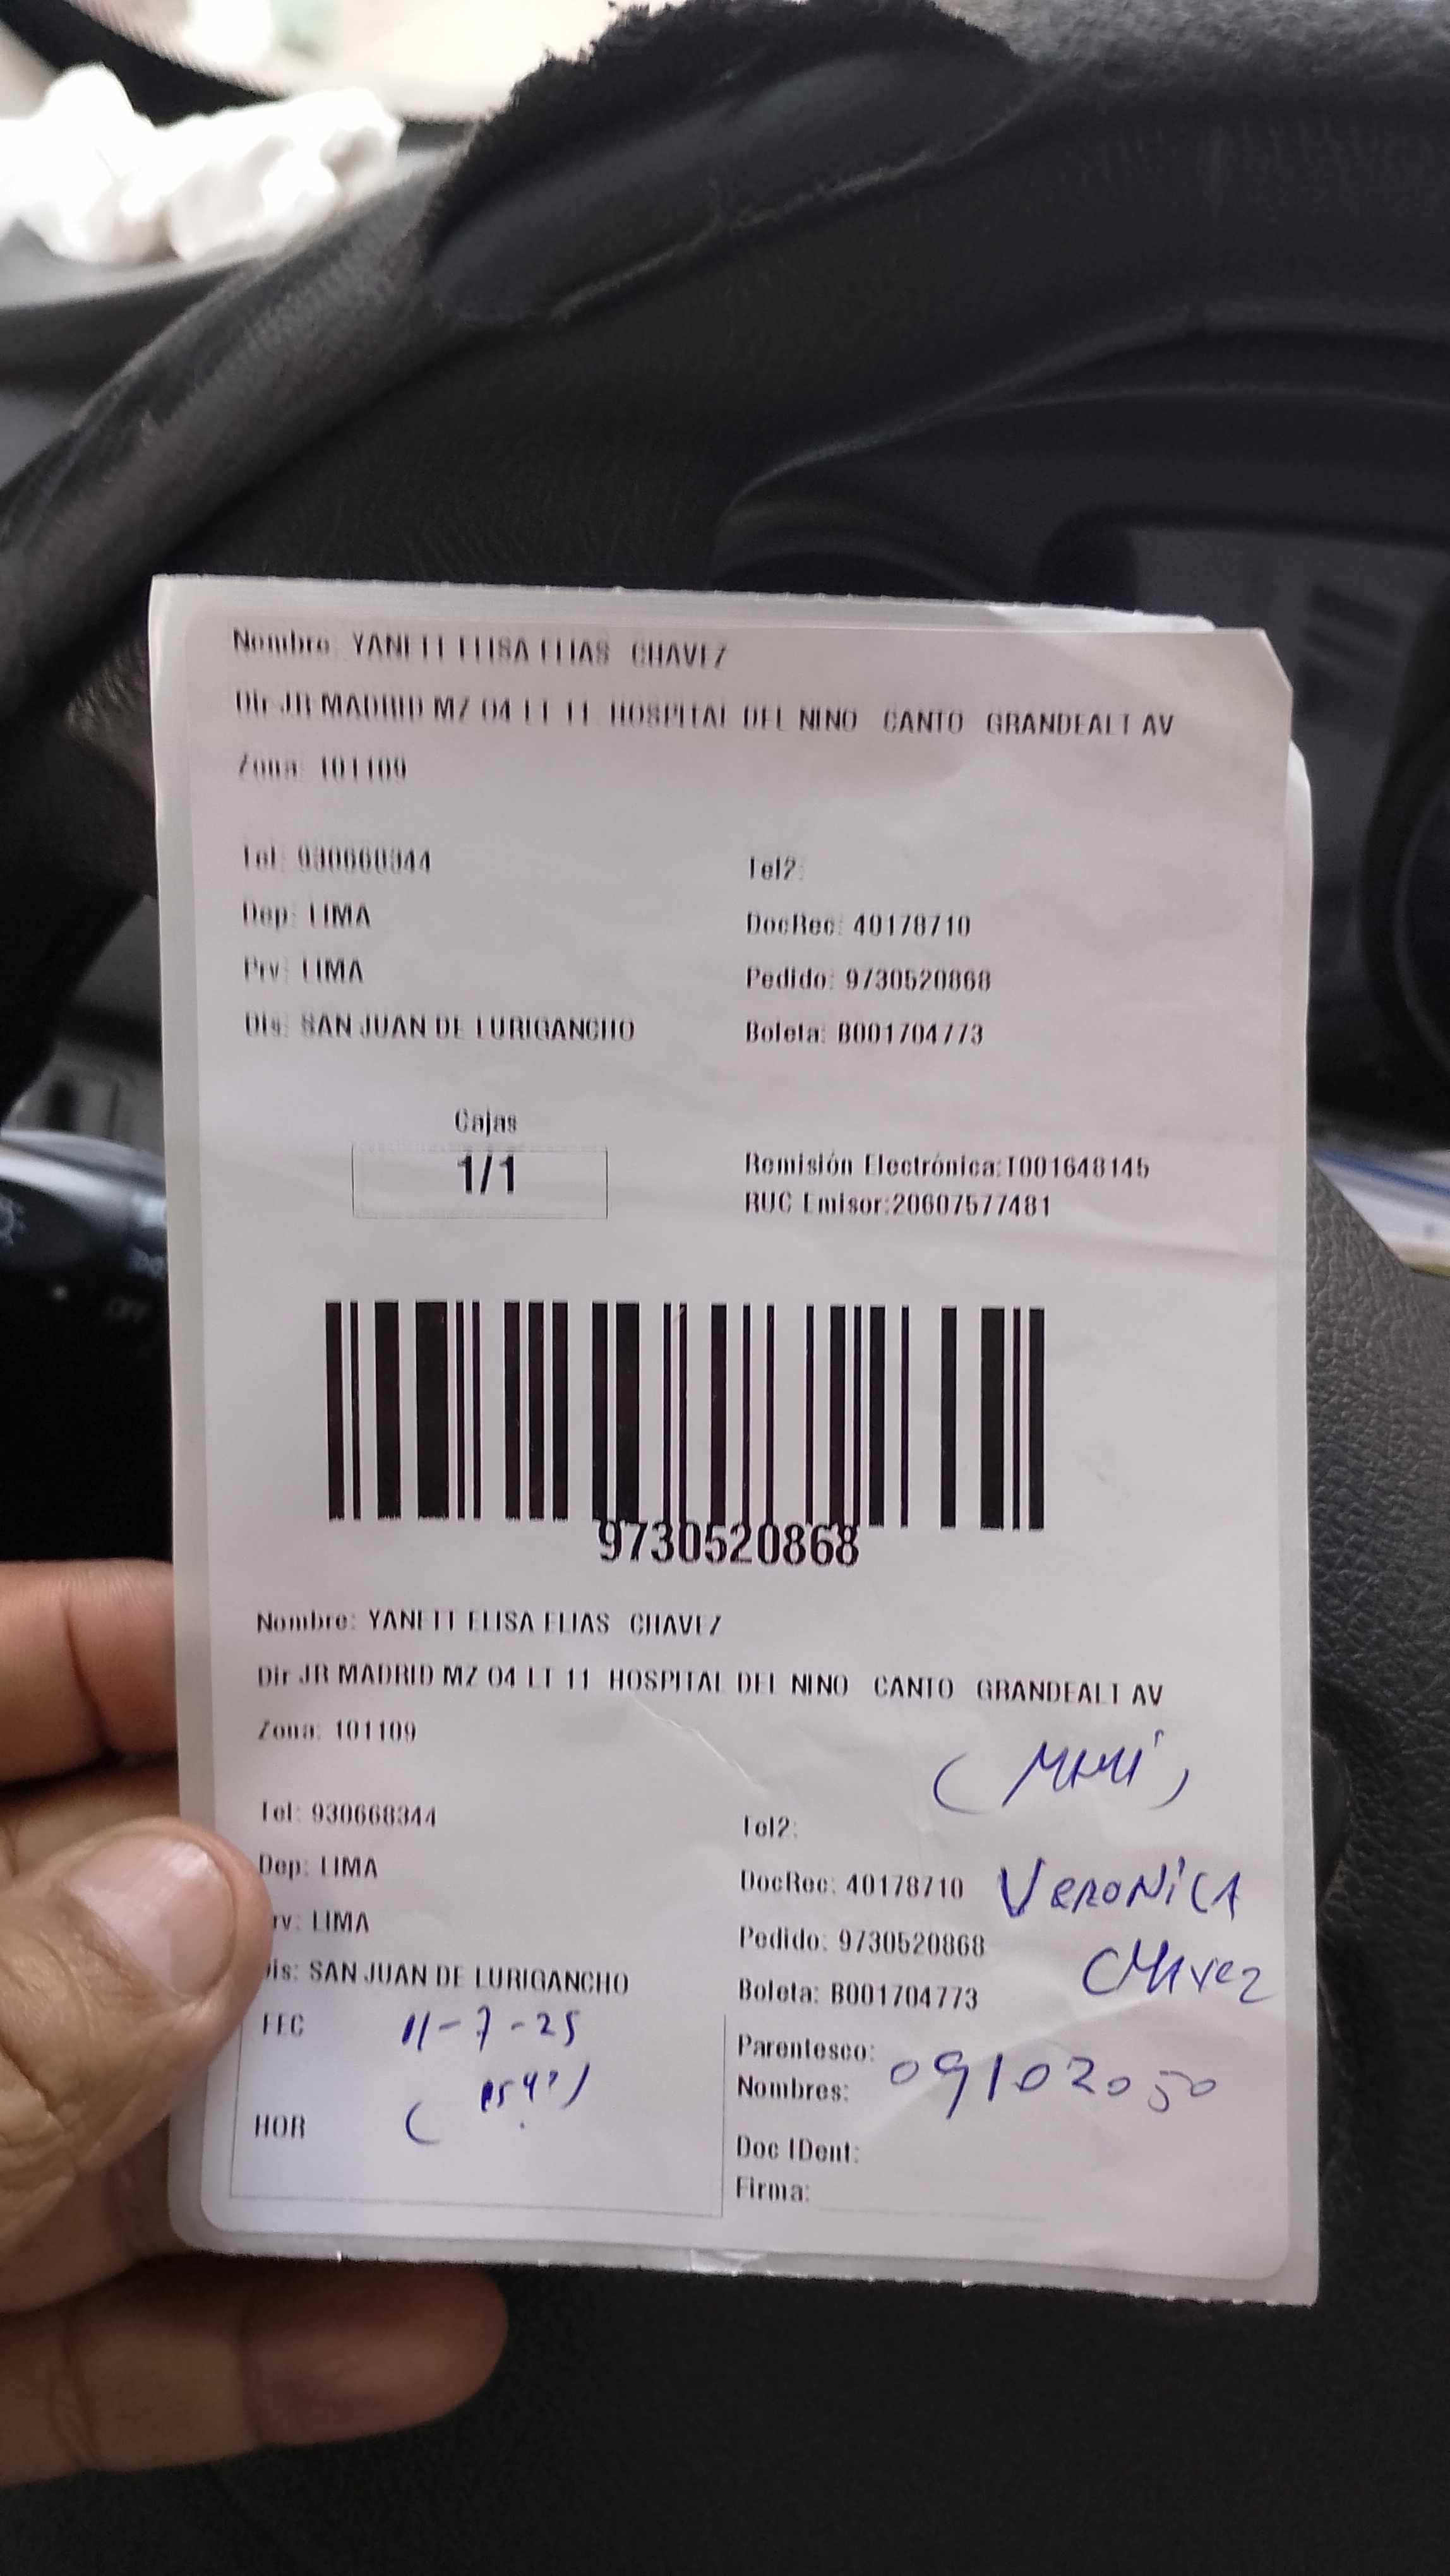 Nombre: YANETT ELISA ELIAS CHAVEZ
Dir JR MADRID MZ 04 LT 11 HOSPITAL DEL NINO CANTO GRANDEALT AV
Zona: 101109
Tel: 930668344
Tel2:
Dep: LIMA
DocRec: 40178710
Prv: LIMA
Pedido: 9730520868
Dis: SAN JUAN DE LURIGANCHO
Boleta: B001704773
Cajas
1/1
Remisión Electrónica:T001648145
RUC Emisor:20607577481
9730520868
Nombre: YANETT ELISA ELIAS CHAVEZ
Dir JR MADRID MZ 04 LT 11 HOSPITAL DEL NINO CANTO GRANDEALT AV
Zona: 101109
Tel: 930668344
Tel2:
Dep: LIMA
DocRec: 40178710
VERONICA
rv: LIMA
Pedido: 9730520868
CHAvez
Dis: SAN JUAN DE LURIGANCHO
Boleta: B001704773
FEC 11-7-25
Parentesco:
Nombres: 09102050
HOR
Doc IDent:
Firma:
OFF